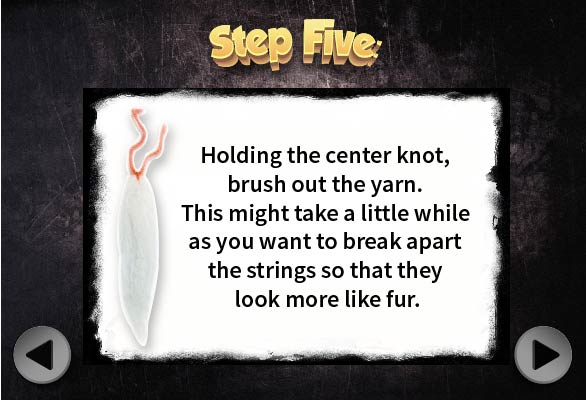 Step Five:
Holding the center knot,
brush out the yarn.
This might take a little while
as you want to break apart
the strings so that they
look more like fur.